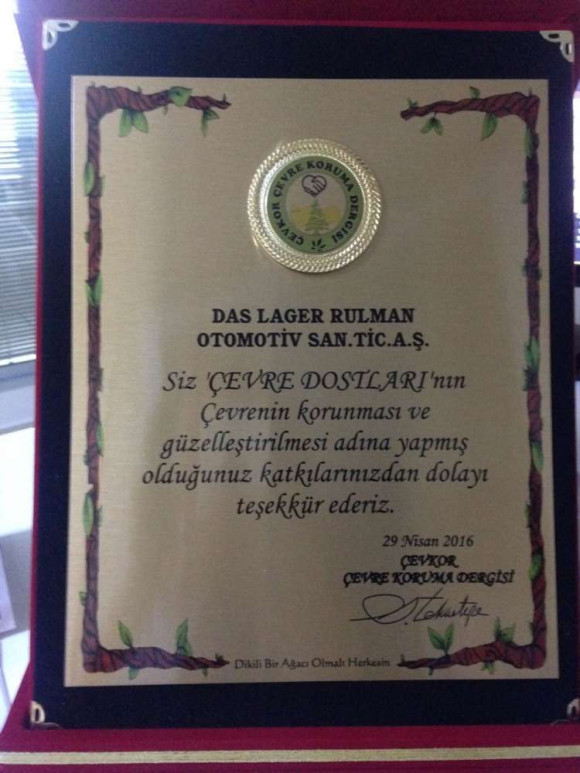 ÇEVKOR ÇEVRE KORUMA DERGİSİ
DAS LAGER RULMAN
OTOMOTİV SAN.TİC.A.Ş.
Siz 'ÇEVRE DOSTLARI'nın
Çevrenin korunması ve
güzelleştirilmesi adına yapmış
olduğunuz katkılarınızdan dolayı
teşekkür ederiz.
29 Nisan 2016
ÇEVKOR
ÇEVRE KORUMA DERGİSİ
Dikili Bir Ağacı Olmalı Herkesin